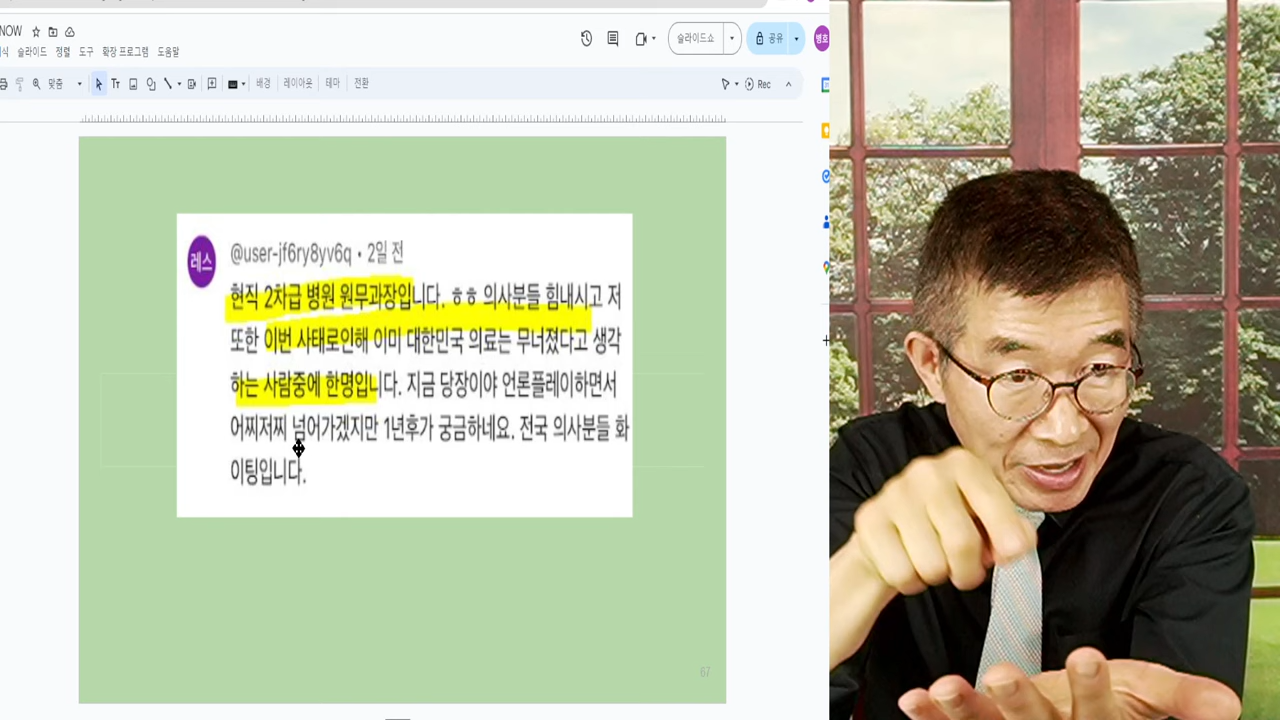 NOW
슬라이드 정렬 도구 확장 프로그램 도움말
슬라이드쇼
공유
병호
맞춤
Tт
배경 레이아웃 테마 전환
Rec
레스
@user-jf6ry8yv6q • 2일 전
현직 2차급 병원 원무과장입니다. ㅎㅎ 의사분들 힘내시고 저
또한 이번 사태로인해 이미 대한민국 의료는 무너졌다고 생각
하는 사람중에 한명입니다. 지금 당장이야 언론플레이하면서
어찌저찌 넘어가겠지만 1년후가 궁금하네요. 전국 의사분들 화
이팅입니다.
67